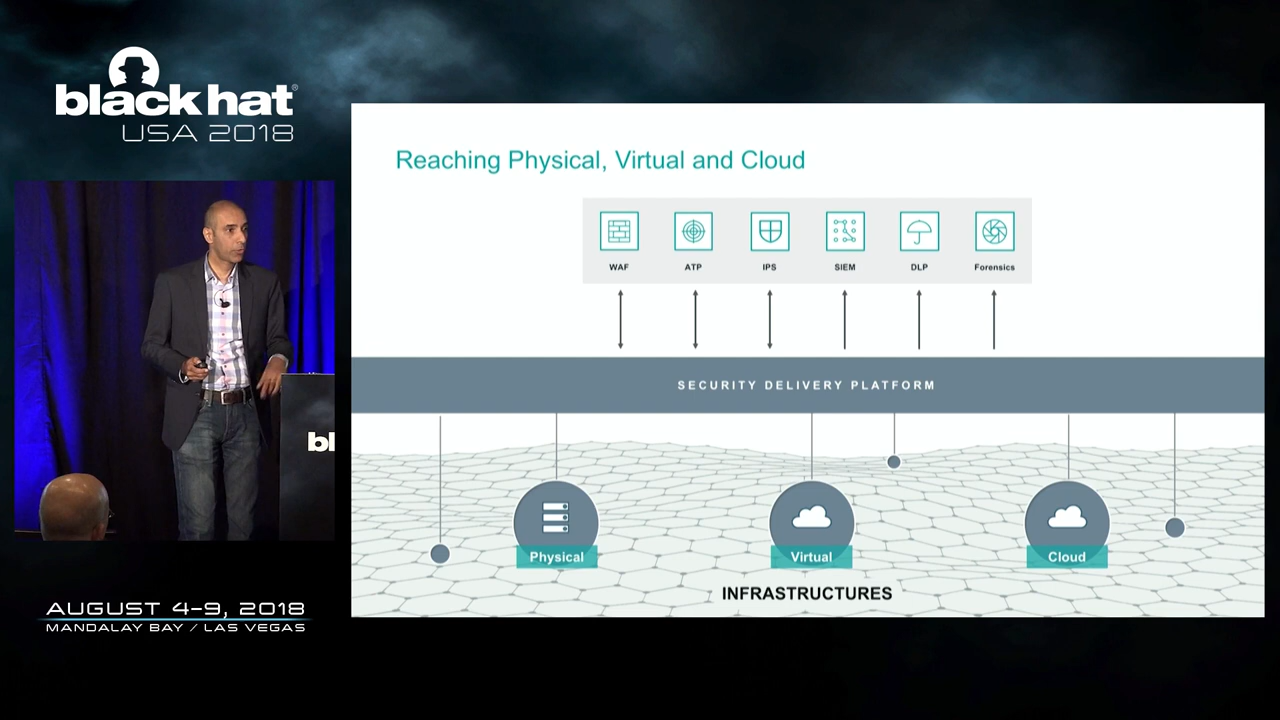 black hat®
USA 2018
Reaching Physical, Virtual and Cloud
WAF ATP IPS SIEM DLP Forensics
SECURITY DELIVERY PLATFORM
bl
Physical Virtual Cloud
INFRASTRUCTURES
AUGUST 4-9, 2018
MANDALAY BAY / LAS VEGAS